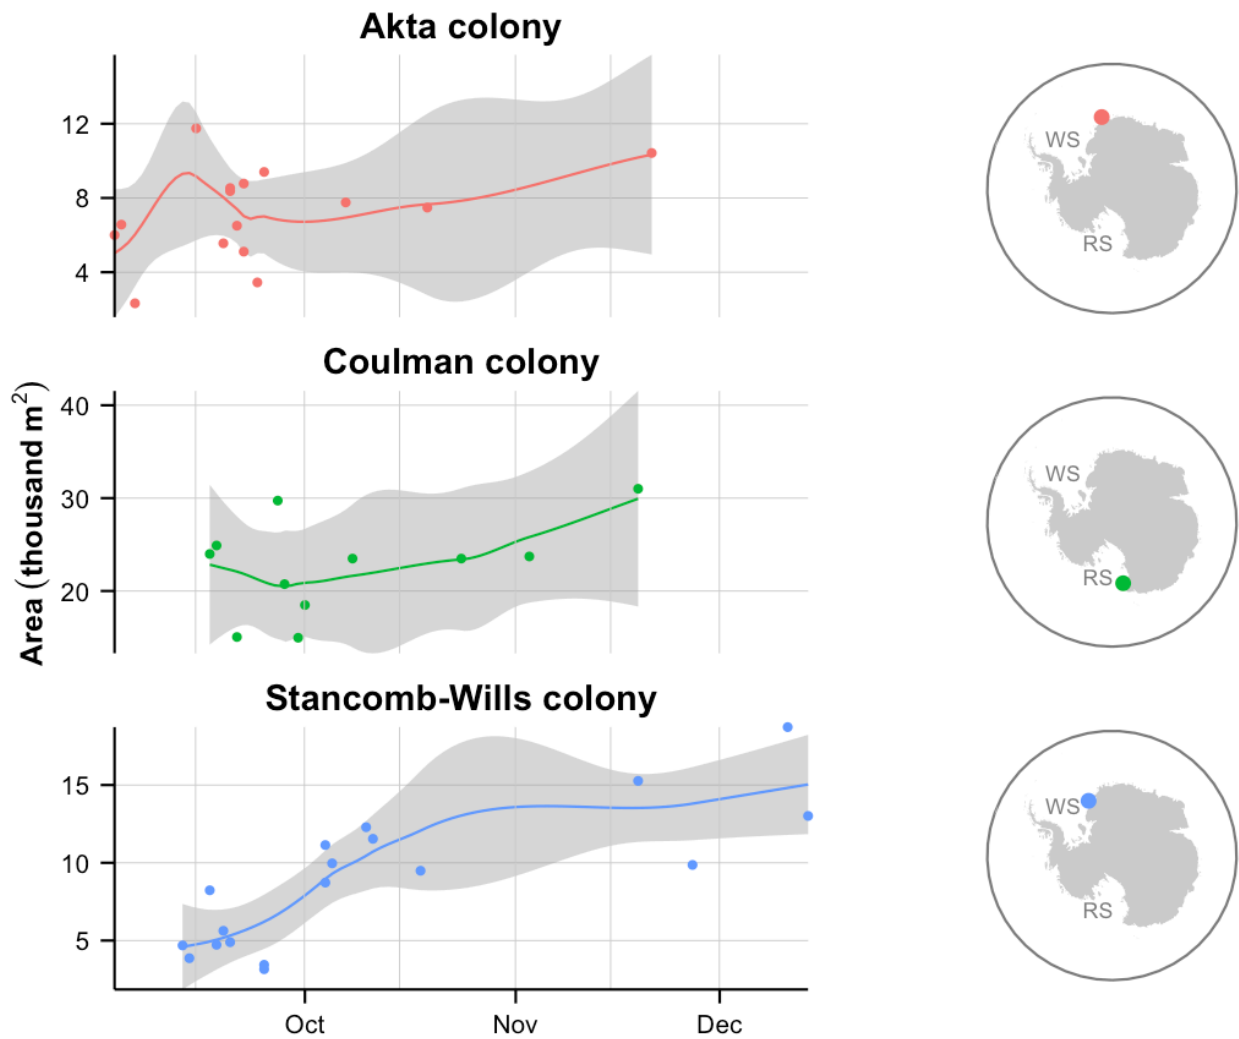 Akta colony
12
8
4
WS
RS
Coulman colony
40
30
20
WS
RS
Area (thousand m²)
Stancomb-Wills colony
15
10
5
WS
RS
Oct Nov Dec